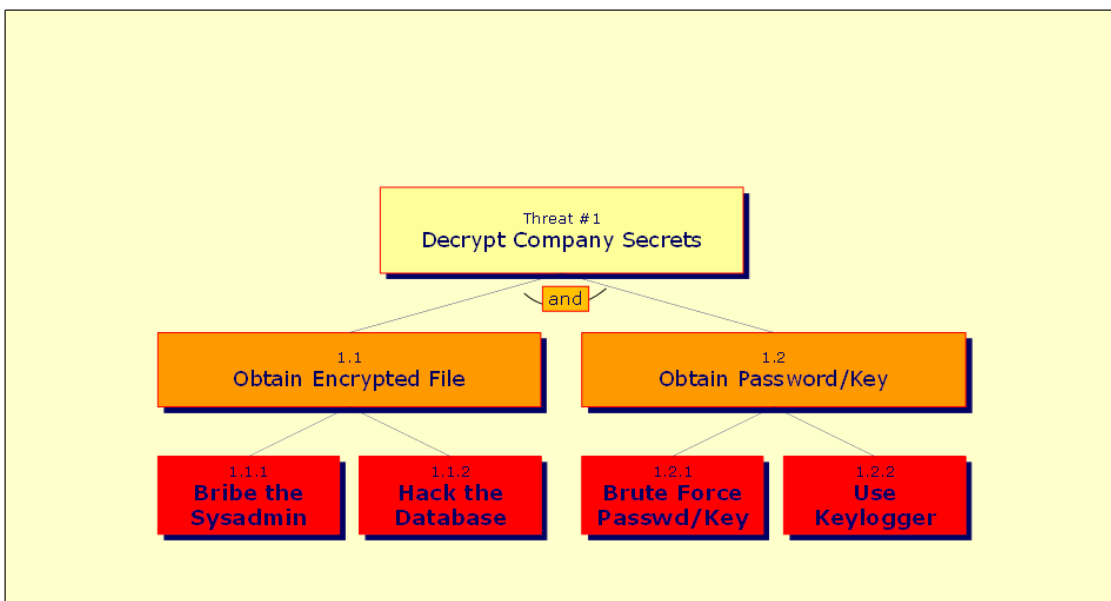 Threat #1
Decrypt Company Secrets
and
1.1
Obtain Encrypted File
1.2
Obtain Password/Key
1.1.1
Bribe the
Sysadmin
1.1.2
Hack the
Database
1.2.1
Brute Force
Passwd/Key
1.2.2
Use
Keylogger